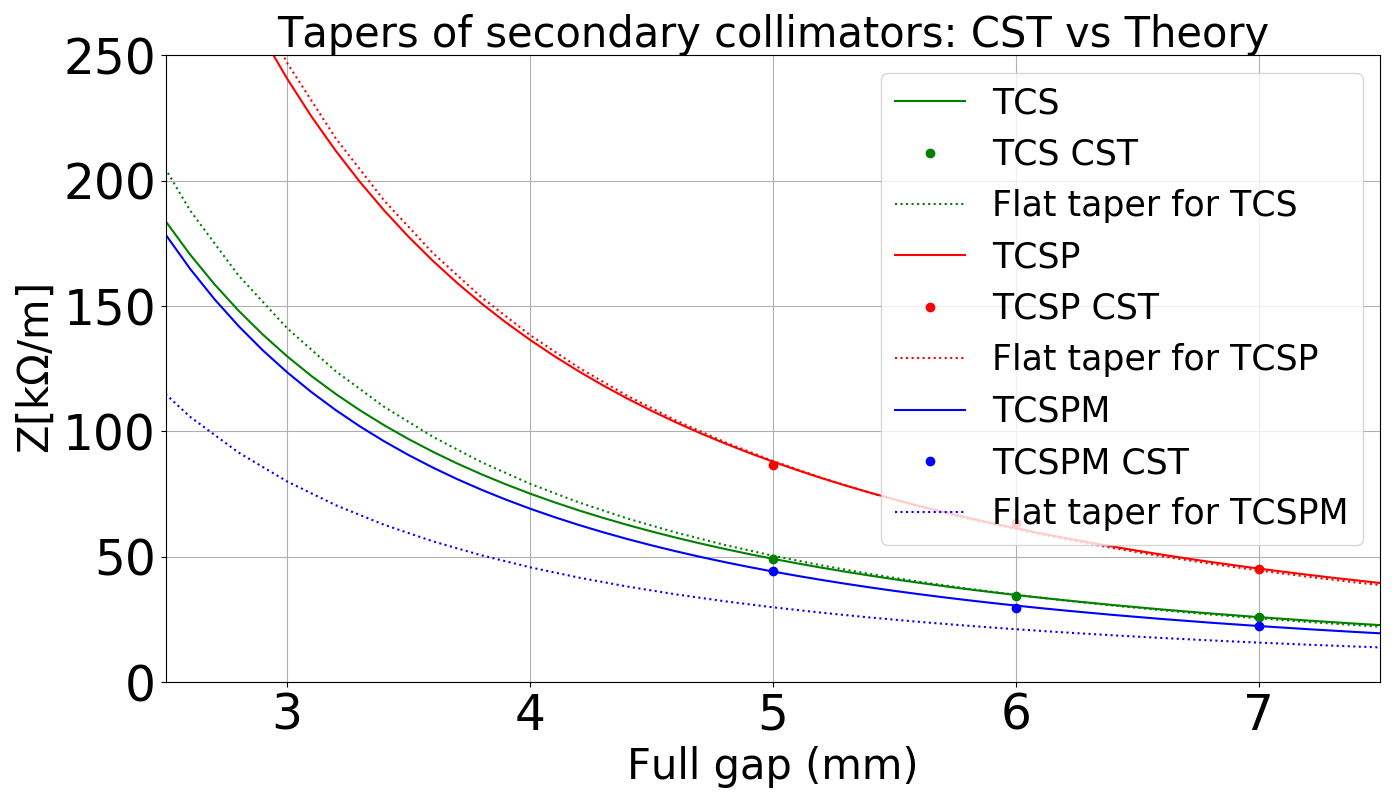 Tapers of secondary collimators: CST vs Theory
Z[kΩ/m]
250
200
150
100
50
0
3 4 5 6 7
Full gap (mm)
TCS
TCS CST
Flat taper for TCS
TCSP
TCSP CST
Flat taper for TCSP
TCSPM
TCSPM CST
Flat taper for TCSPM